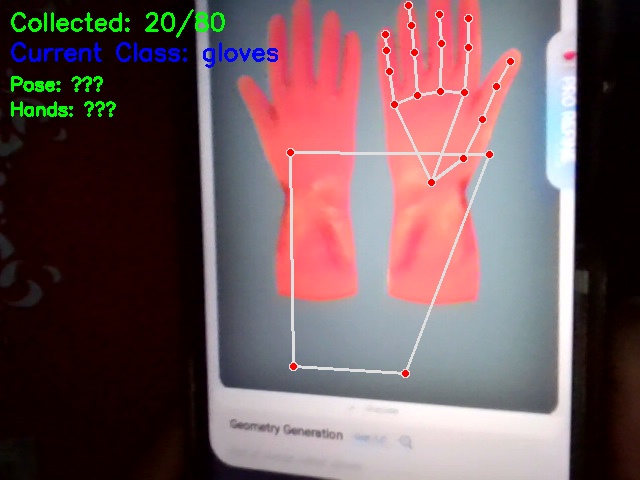 Collected: 20/80
Current Class: gloves
Pose: ???
Hands: ???
Geometry Generation